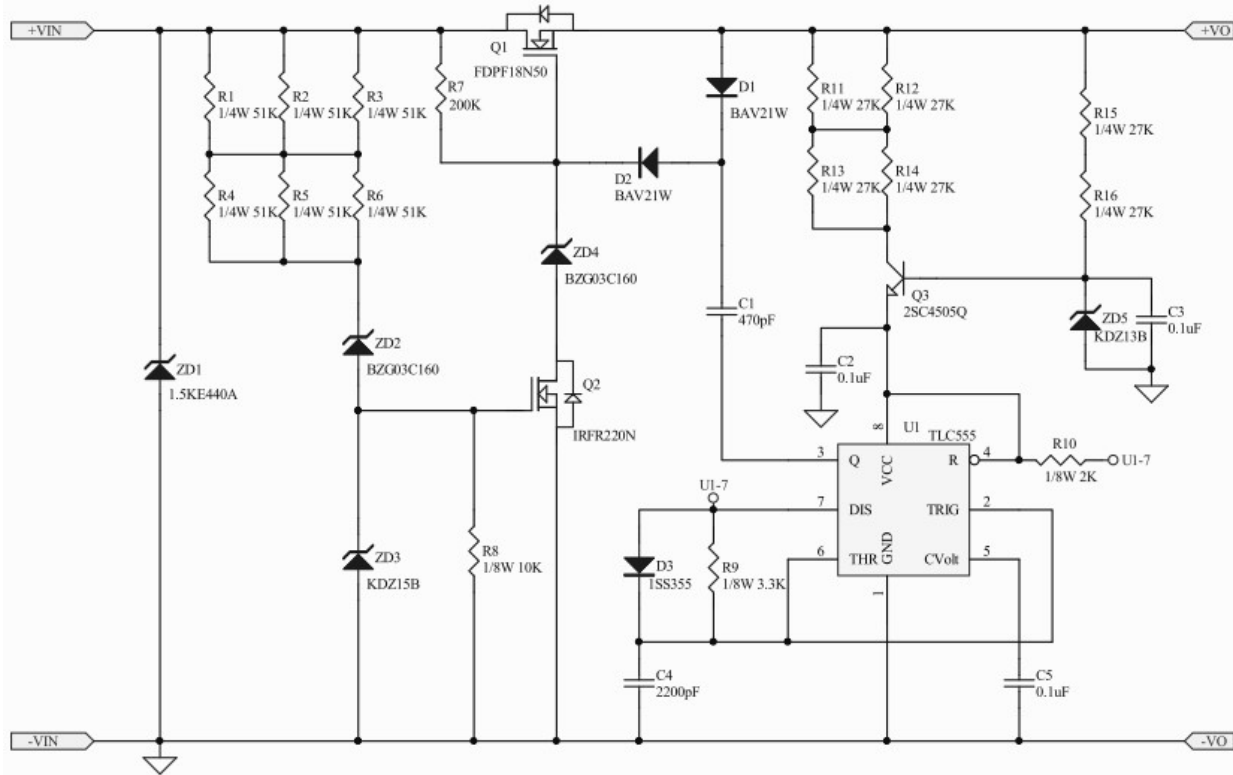 +VIN
+VO
Q1
FDPF18N50
R1
1/4W 51K
R2
1/4W 51K
R3
1/4W 51K
R7
200K
D1
BAV21W
R11
1/4W 27K
R12
1/4W 27K
R15
1/4W 27K
D2
BAV21W
R4
1/4W 51K
R5
1/4W 51K
R6
1/4W 51K
R13
1/4W 27K
R14
1/4W 27K
R16
1/4W 27K
ZD4
BZG03C160
C1
470pF
Q3
2SC4505Q
ZD5
KDZ13B
C3
0.1uF
ZD1
1.5KE440A
ZD2
BZG03C160
Q2
IRFR220N
C2
0.1uF
8
U1
TLC555
3
Q
VCC
R
4
R10
1/8W 2K
U1-7
U1-7
7
DIS
TRIG
2
6
THR
GND
CVolt
5
1
ZD3
KDZ15B
R8
1/8W 10K
D3
1SS355
R9
1/8W 3.3K
C4
2200pF
C5
0.1uF
-VIN
-VO